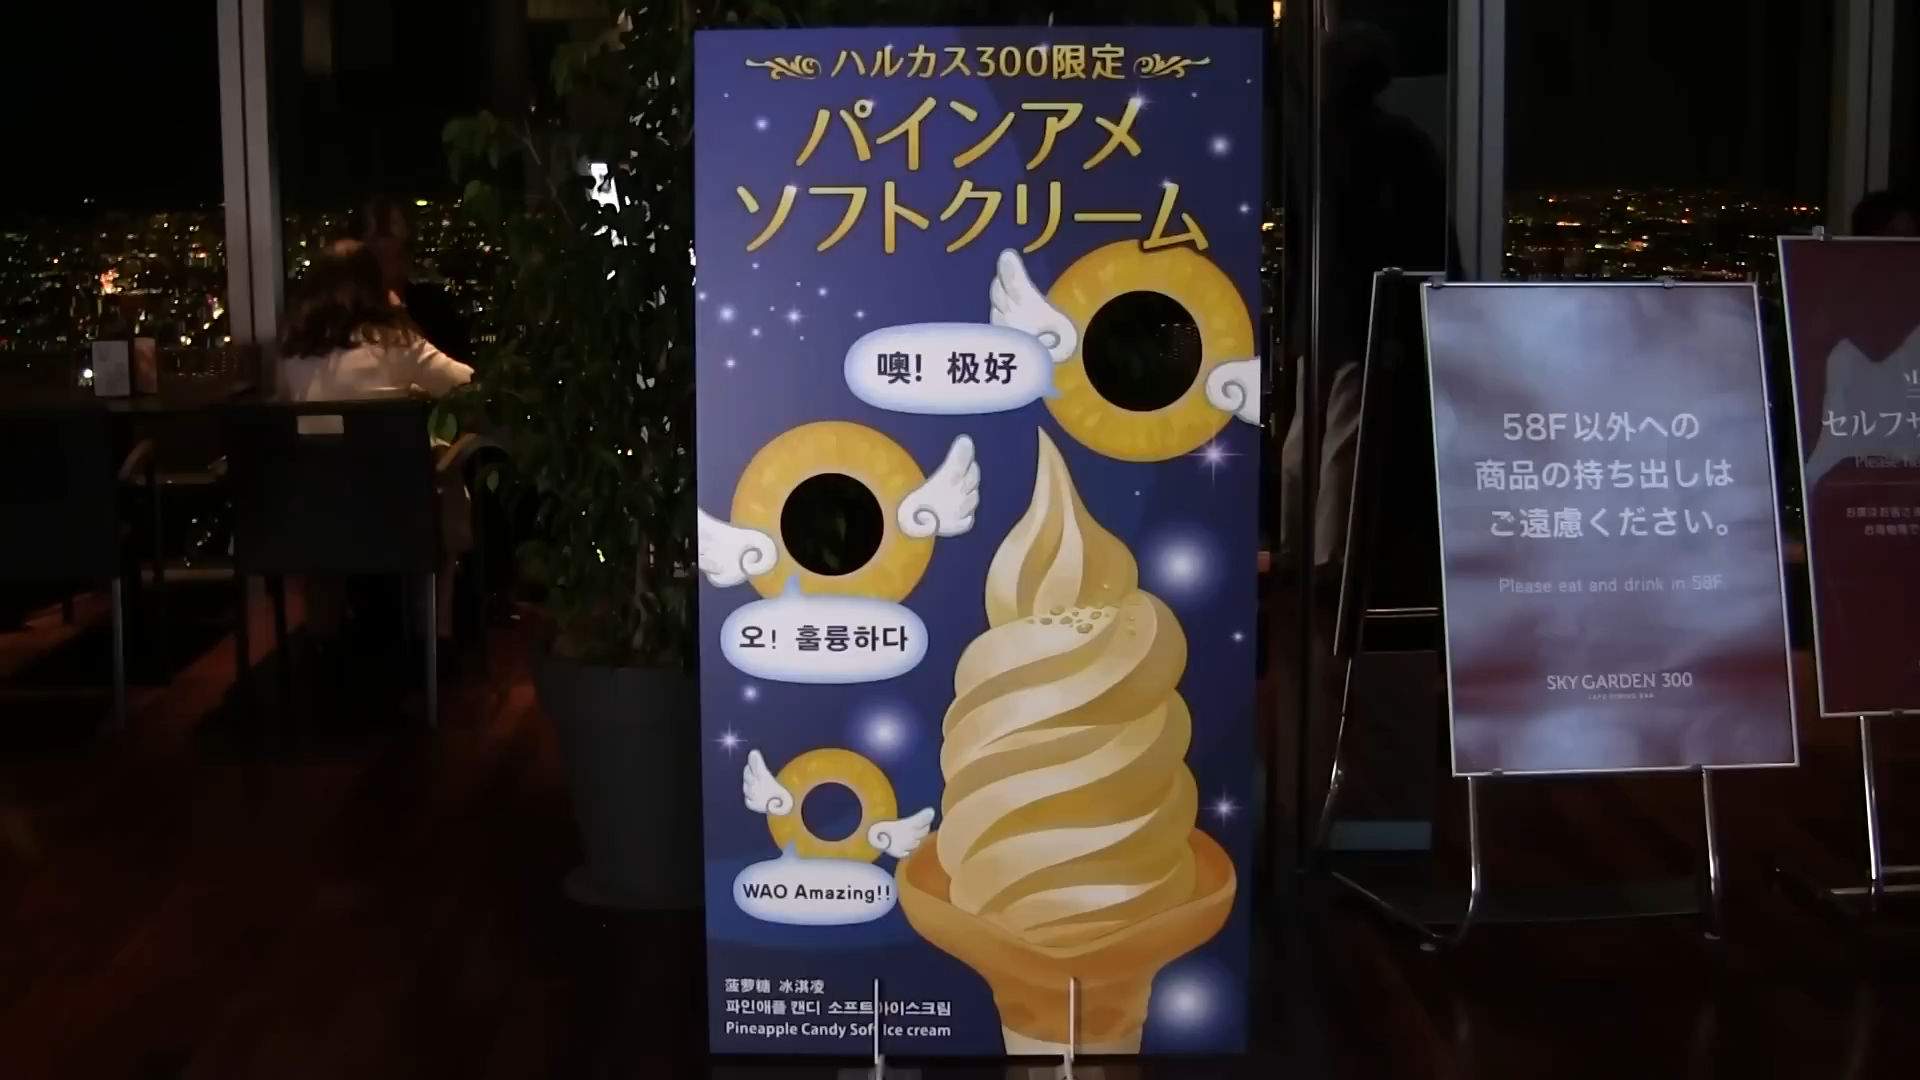 ハルカス300限定
パインアメ
ソフトクリーム
噢! 极好
오! 훌륭하다
WAO Amazing!!
菠萝糖 冰淇凌
파인애플 캔디 소프트아이스크림
Pineapple Candy Soft Ice cream
58F以外への
商品の持ち出しは
ご遠慮ください。
Please eat and drink in 58F.
SKY GARDEN 300
CAFE DINING BAR
セルフ
Please